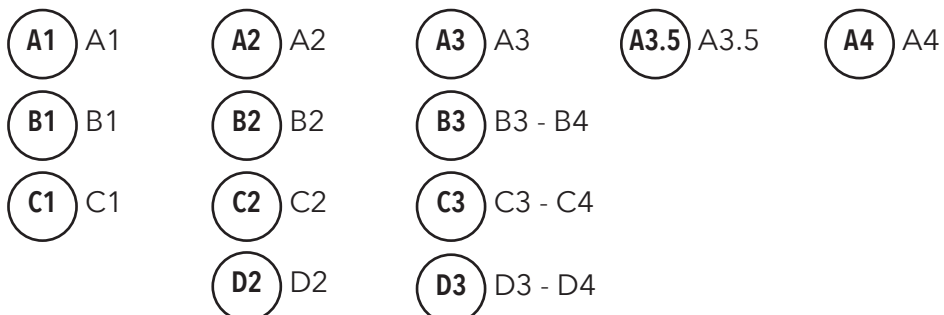 A1 A1 A2 A2 A3 A3 A3.5 A3.5 A4 A4
B1 B1 B2 B2 B3 B3 - B4
C1 C1 C2 C2 C3 C3 - C4
D2 D2 D3 D3 - D4